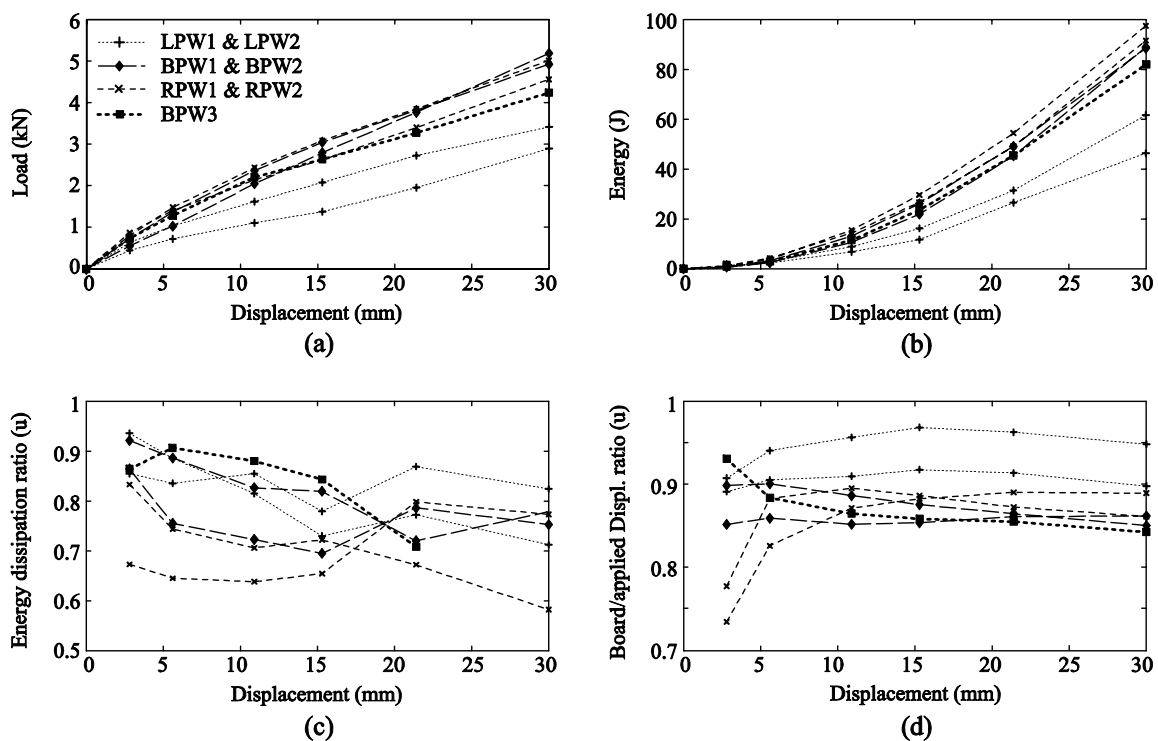 6
5
4
3
2
1
0
Load (kN)
LPW1 & LPW2
BPW1 & BPW2
RPW1 & RPW2
BPW3
0 5 10 15 20 25 30
Displacement (mm)
(a)
100
80
60
40
20
0
Energy (J)
0 5 10 15 20 25 30
Displacement (mm)
(b)
1
0.9
0.8
0.7
0.6
0.5
Energy dissipation ratio (u)
0 5 10 15 20 25 30
Displacement (mm)
(c)
1
0.9
0.8
0.7
Board/applied Displ. ratio (u)
0 5 10 15 20 25 30
Displacement (mm)
(d)